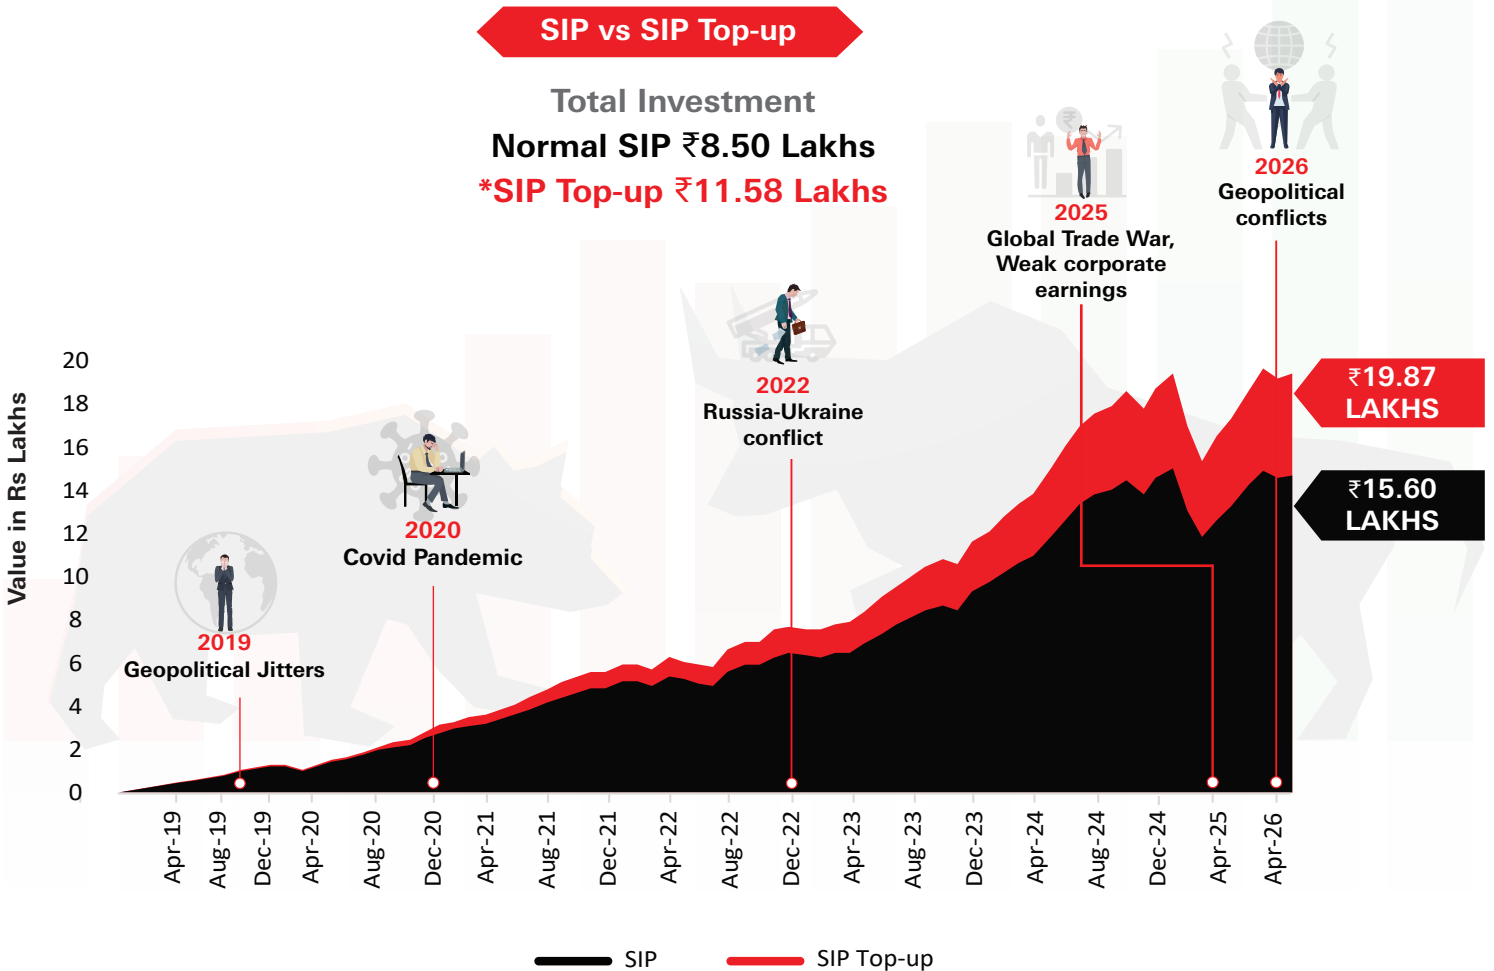 SIP vs SIP Top-up
Total Investment
Normal SIP ₹8.50 Lakhs
*SIP Top-up ₹11.58 Lakhs
2026
Geopolitical
conflicts
₹
2025
Global Trade War,
Weak corporate
earnings
2022
Russia-Ukraine
conflict
2020
Covid Pandemic
2019
Geopolitical Jitters
₹19.87
LAKHS
₹15.60
LAKHS
Value in Rs Lakhs
20
18
16
14
12
10
8
6
4
2
0
Apr-19
Aug-19
Dec-19
Apr-20
Aug-20
Dec-20
Apr-21
Aug-21
Dec-21
Apr-22
Aug-22
Dec-22
Apr-23
Aug-23
Dec-23
Apr-24
Aug-24
Dec-24
Apr-25
Apr-26
SIP
SIP Top-up